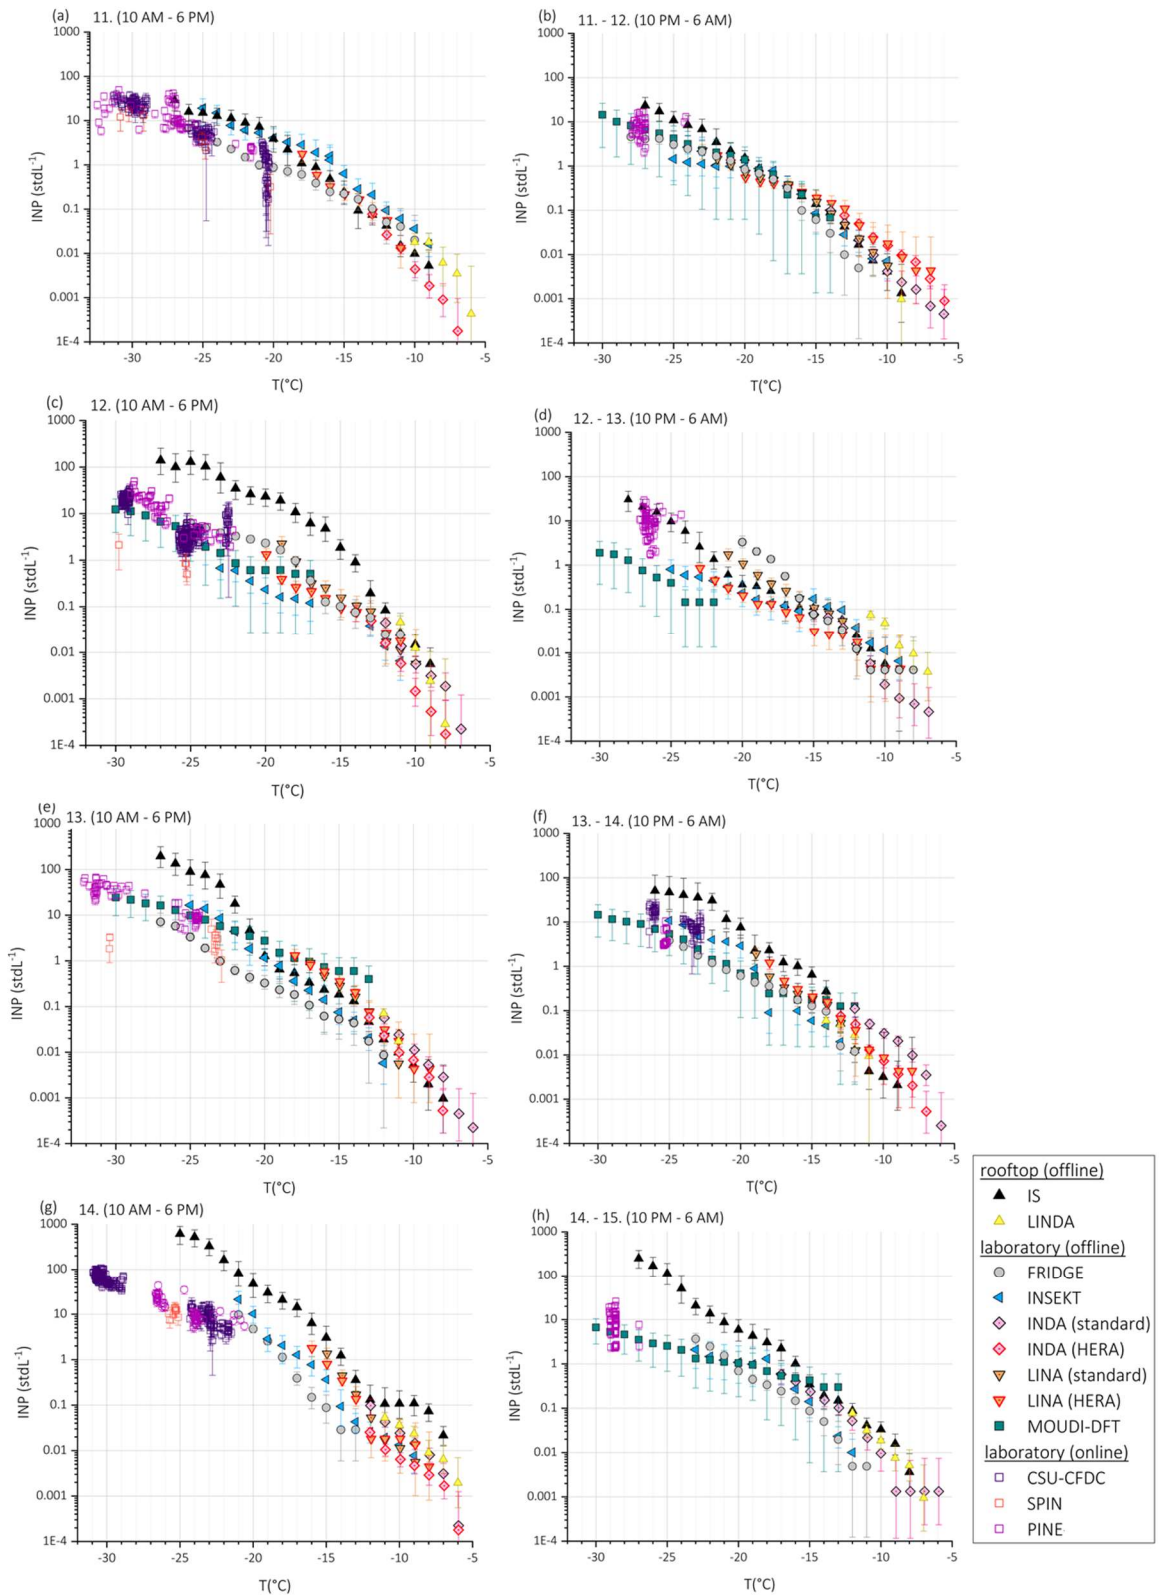 (a) 11. (10 AM - 6 PM)
1000
100
10
1
0.1
0.01
0.001
1E-4
INP (stdL⁻¹)
-30 -25 -20 -15 -10 -5
T(°C)
(b) 11. - 12. (10 PM - 6 AM)
1000
100
10
1
0.1
0.01
0.001
1E-4
INP (stdL⁻¹)
-30 -25 -20 -15 -10 -5
T(°C)
(c) 12. (10 AM - 6 PM)
1000
100
10
1
0.1
0.01
0.001
1E-4
INP (stdL⁻¹)
-30 -25 -20 -15 -10 -5
T(°C)
(d) 12. - 13. (10 PM - 6 AM)
1000
100
10
1
0.1
0.01
0.001
1E-4
INP (stdL⁻¹)
-30 -25 -20 -15 -10 -5
T(°C)
(e) 13. (10 AM - 6 PM)
1000
100
10
1
0.1
0.01
0.001
1E-4
INP (stdL⁻¹)
-30 -25 -20 -15 -10 -5
T(°C)
(f) 13. - 14. (10 PM - 6 AM)
1000
100
10
1
0.1
0.01
0.001
1E-4
INP (stdL⁻¹)
-30 -25 -20 -15 -10 -5
T(°C)
(g) 14. (10 AM - 6 PM)
1000
100
10
1
0.1
0.01
0.001
1E-4
INP (stdL⁻¹)
-30 -25 -20 -15 -10 -5
T(°C)
(h) 14. - 15. (10 PM - 6 AM)
1000
100
10
1
0.1
0.01
0.001
1E-4
INP (stdL⁻¹)
-30 -25 -20 -15 -10 -5
T(°C)
rooftop (offline)
IS
LINDA
laboratory (offline)
FRIDGE
INSEKT
INDA (standard)
INDA (HERA)
LINA (standard)
LINA (HERA)
MOUDI-DFT
laboratory (online)
CSU-CFDC
SPIN
PINE